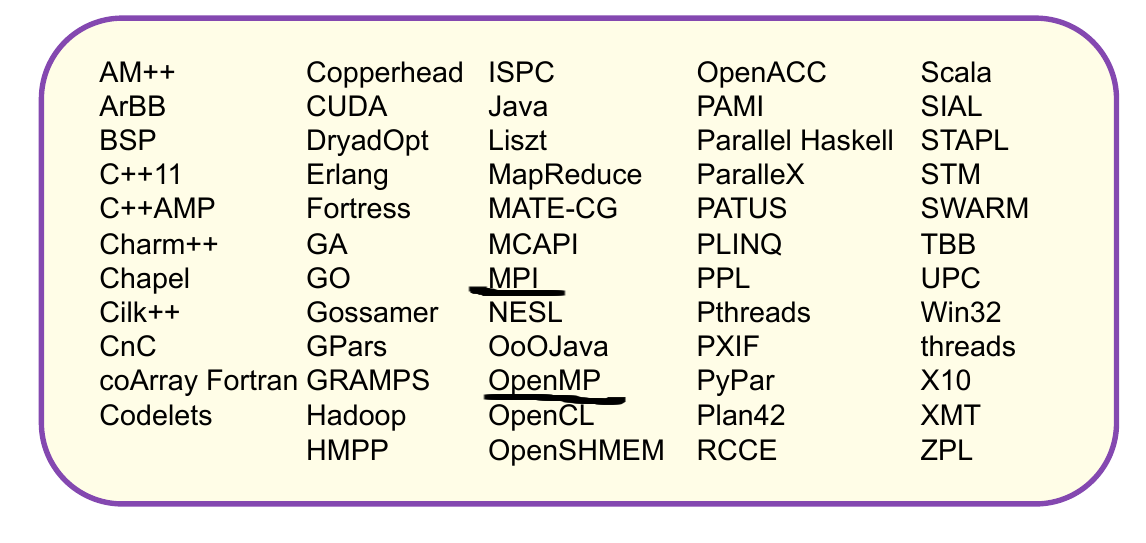 AM++
ArBB
BSP
C++11
C++AMP
Charm++
Chapel
Cilk++
CnC
coArray Fortran
Codelets
Copperhead
CUDA
DryadOpt
Erlang
Fortress
GA
GO
Gossamer
GPars
GRAMPS
Hadoop
HMPP
ISPC
Java
Liszt
MapReduce
MATE-CG
MCAPI
MPI
NESL
OoOJava
OpenMP
OpenCL
OpenSHMEM
OpenACC
PAMI
Parallel Haskell
ParalleX
PATUS
PLINQ
PPL
Pthreads
PXIF
PyPar
Plan42
RCCE
Scala
SIAL
STAPL
STM
SWARM
TBB
UPC
Win32
threads
X10
XMT
ZPL